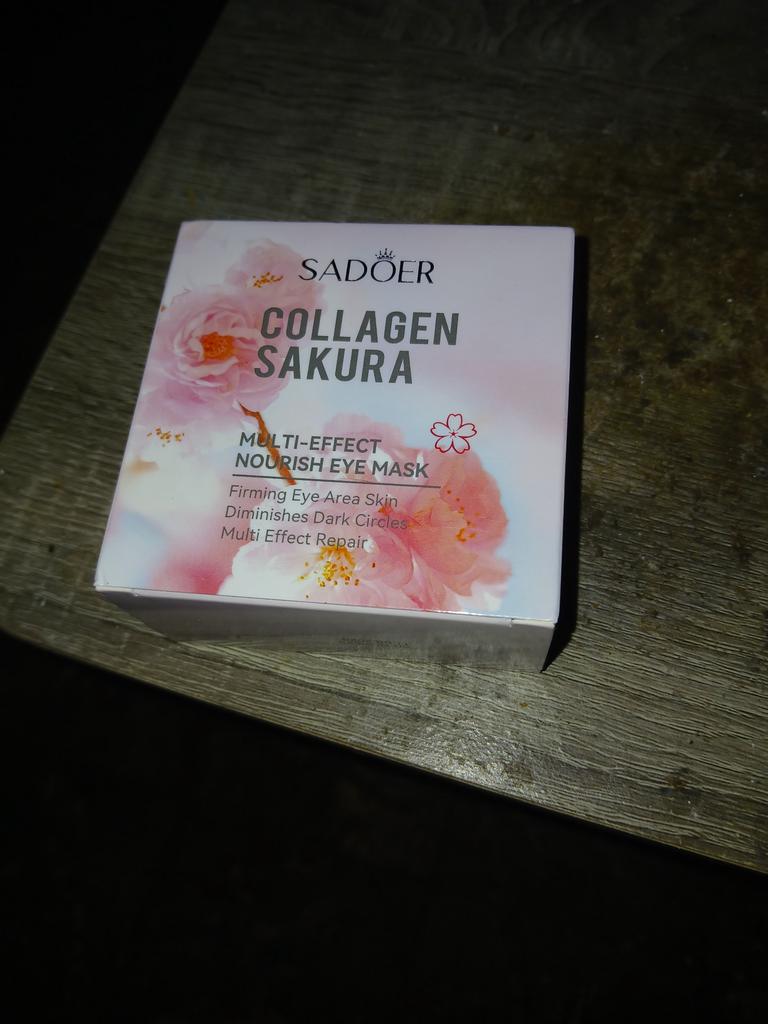 SADOER
COLLAGEN
SAKURA
MULTI-EFFECT
NOURISH EYE MASK
Firming Eye Area Skin
Diminishes Dark Circles
Multi Effect Repair